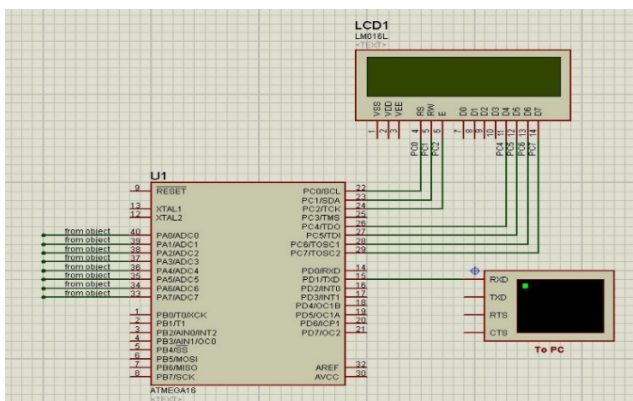 LCD1
LM016L
<TEXT>
VSS VDD VEE RS RW E D0 D1 D2 D3 D4 D5 D6 D7
1 2 3 4 5 6 7 8 9 10 11 12 13 14
PC0 PC1 PC2 PC4 PC5 PC6 PC7
U1
9 RESET PC0/SCL 22
PC1/SDA 23
13 XTAL1 PC2/TCK 24
12 XTAL2 PC3/TMS 25
PC4/TDO 26
from object 40 PA0/ADC0 PC5/TDI 27
from object 39 PA1/ADC1 PC6/TOSC1 28
from object 38 PA2/ADC2 PC7/TOSC2 29
from object 37 PA3/ADC3
from object 36 PA4/ADC4 PD0/RXD 14
from object 35 PA5/ADC5 PD1/TXD 15
from object 34 PA6/ADC6 PD2/INT0 16
from object 33 PA7/ADC7 PD3/INT1 17
PD4/OC1B 18
1 PB0/T0/XCK PD5/OC1A 19
2 PB1/T1 PD6/ICP1 20
3 PB2/AIN0/INT2 PD7/OC2 21
4 PB3/AIN1/OC0
5 PB4/SS
6 PB5/MOSI
7 PB6/MISO AREF 32
8 PB7/SCK AVCC 30
ATMEGA16
<TEXT>
RXD
TXD
RTS
CTS
To PC